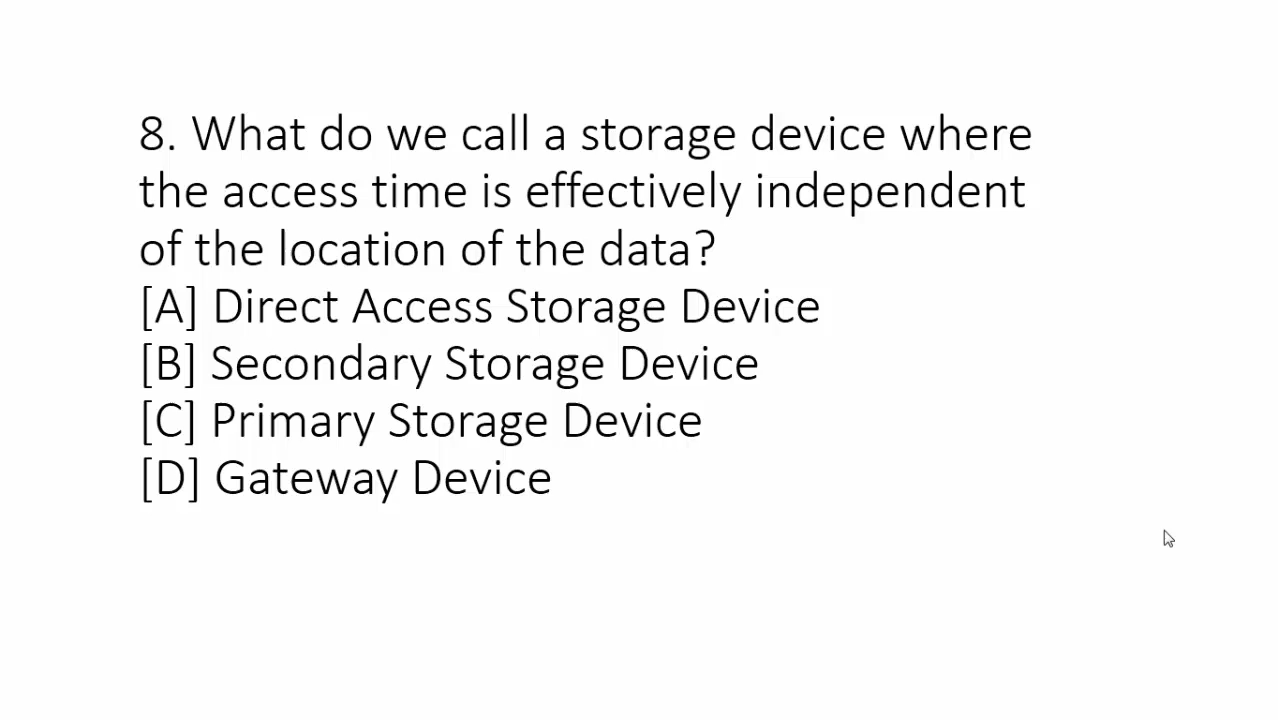 8. What do we call a storage device where
the access time is effectively independent
of the location of the data?
[A] Direct Access Storage Device
[B] Secondary Storage Device
[C] Primary Storage Device
[D] Gateway Device